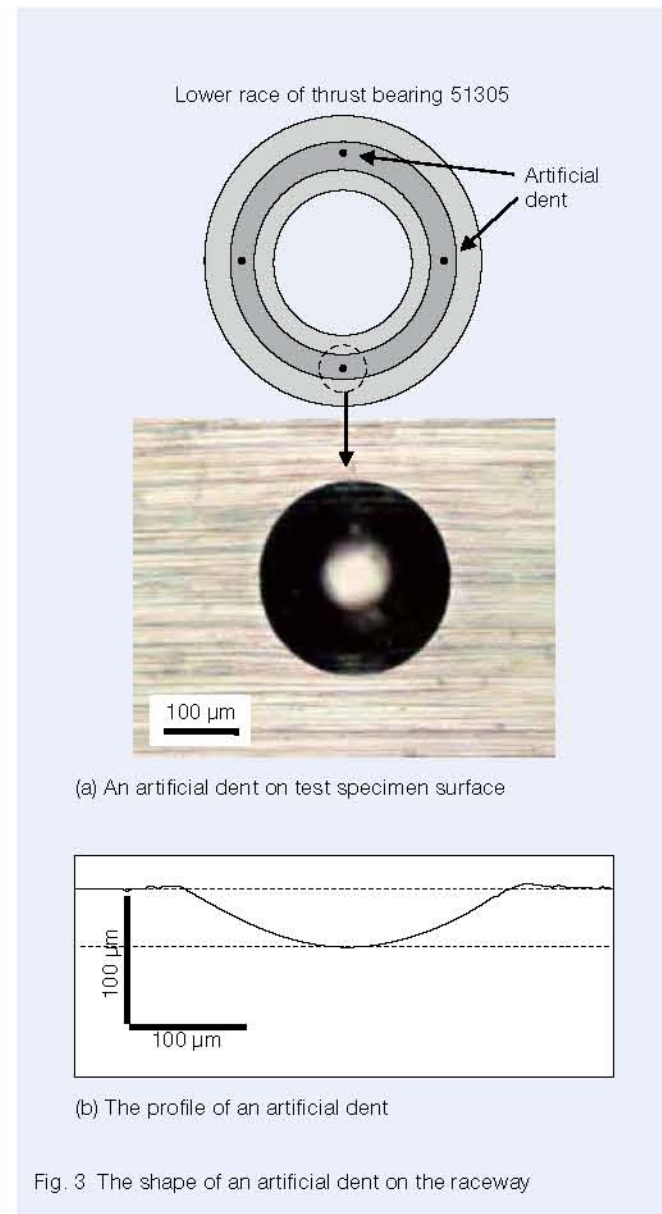 Lower race of thrust bearing 51305
Artificial
dent
100 µm
(a) An artificial dent on test specimen surface
100 µm
100 µm
(b) The profile of an artificial dent
Fig. 3 The shape of an artificial dent on the raceway